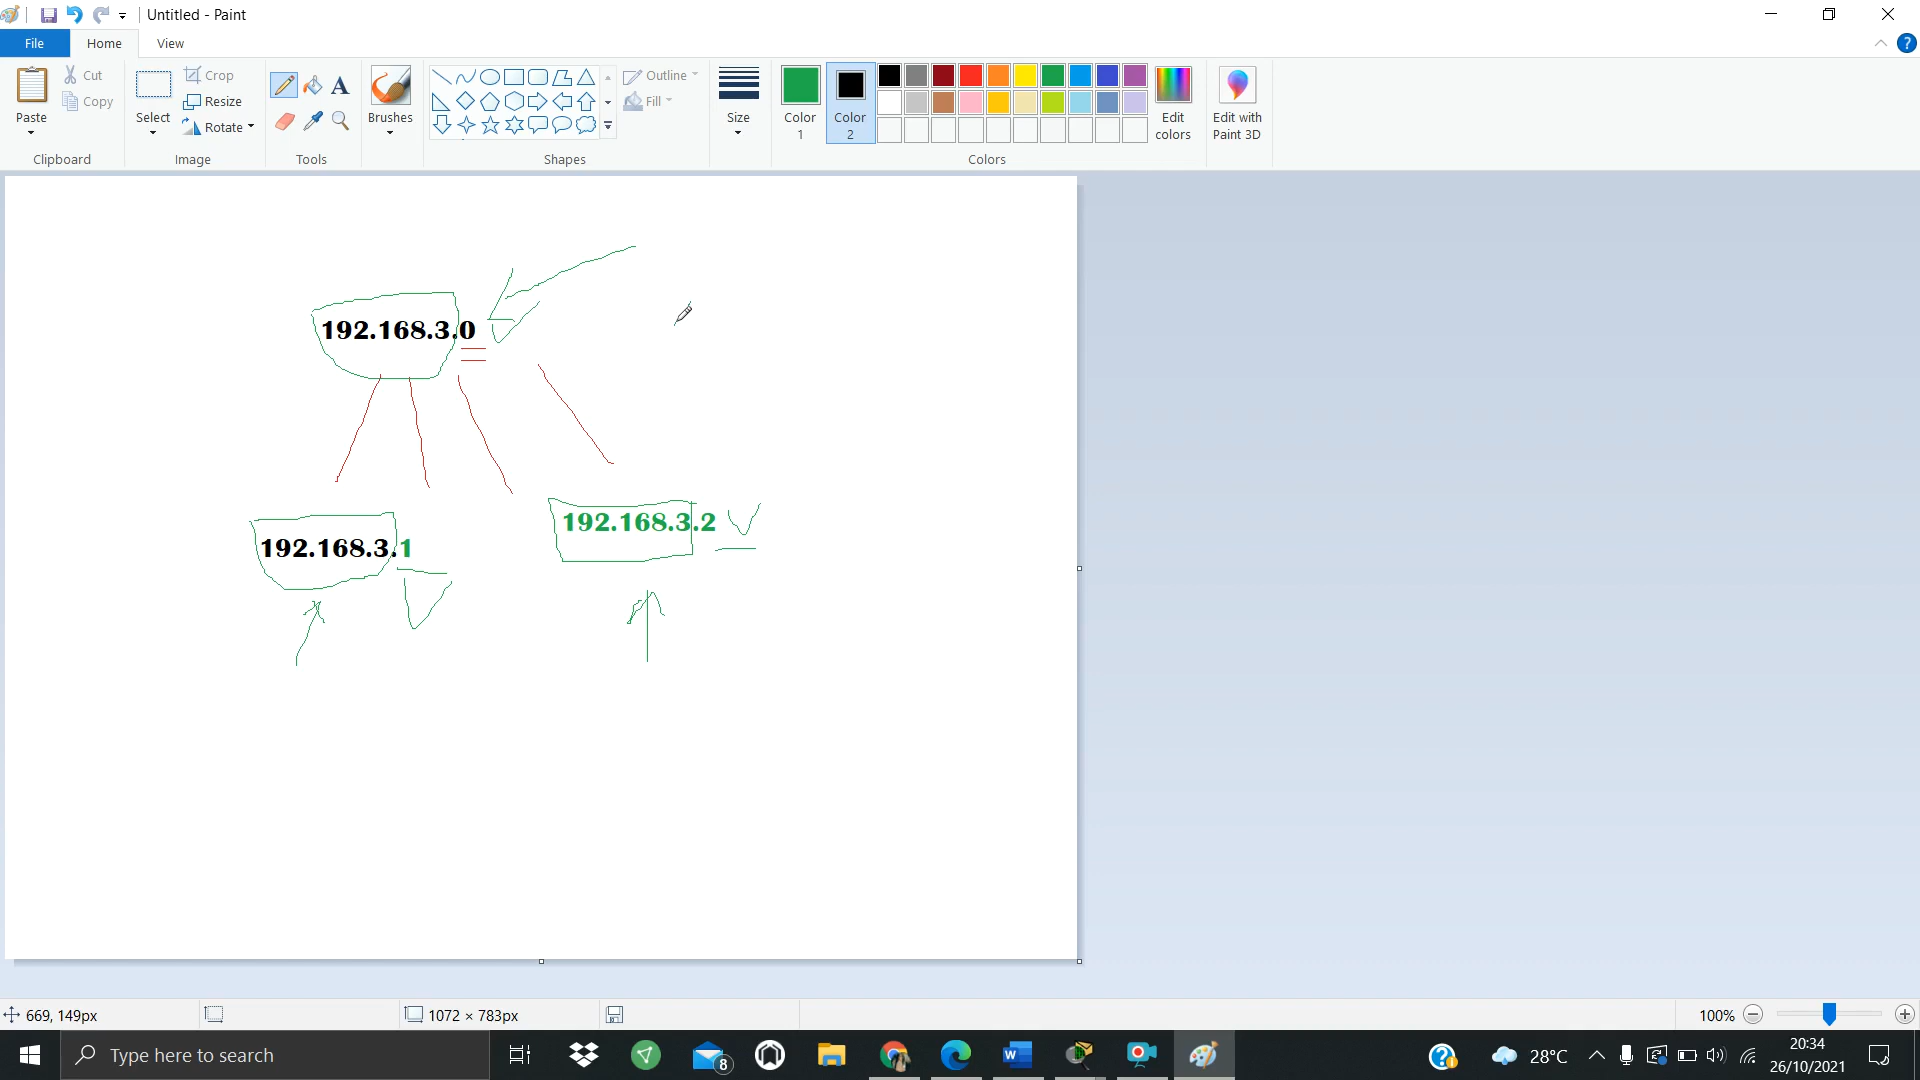 Untitled - Paint
File Home View
Paste
Cut
Copy
Clipboard
Select
Crop
Resize
Rotate
Image
Tools
Brushes
Outline
Fill
Shapes
Size
Color 1
Color 2
Edit colors
Colors
Edit with Paint 3D
192.168.3.0
192.168.3.2
192.168.3.1
669, 149px
1072 × 783px
100%
Type here to search
8
28°C
20:34
26/10/2021